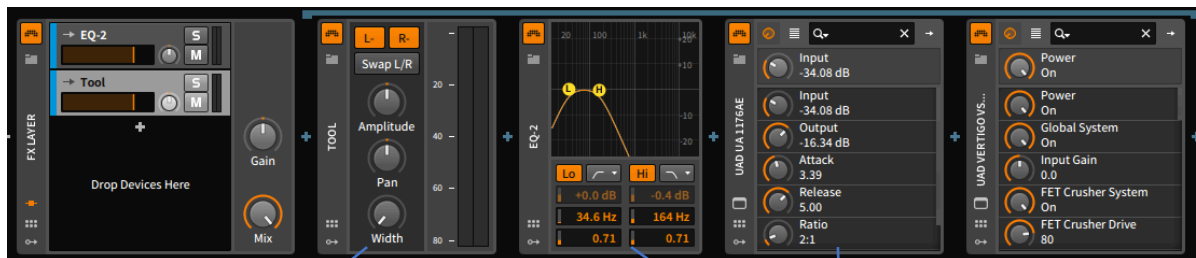 FX LAYER
EQ-2
S
M
Tool
S
M
Drop Devices Here
Gain
Mix
TOOL
L-
R-
Swap L/R
Amplitude
Pan
Width
20
40
60
80
EQ-2
20
100
1k
10k
+20
+10
-10
-20
L
H
Lo
Hi
+0.0 dB
-0.4 dB
34.6 Hz
164 Hz
0.71
0.71
UAD UA 1176AE
Input
-34.08 dB
Input
-34.08 dB
Output
-16.34 dB
Attack
3.39
Release
5.00
Ratio
2:1
UAD VERTIGO VS...
Power
On
Power
On
Global System
On
Input Gain
0.0
FET Crusher System
On
FET Crusher Drive
80